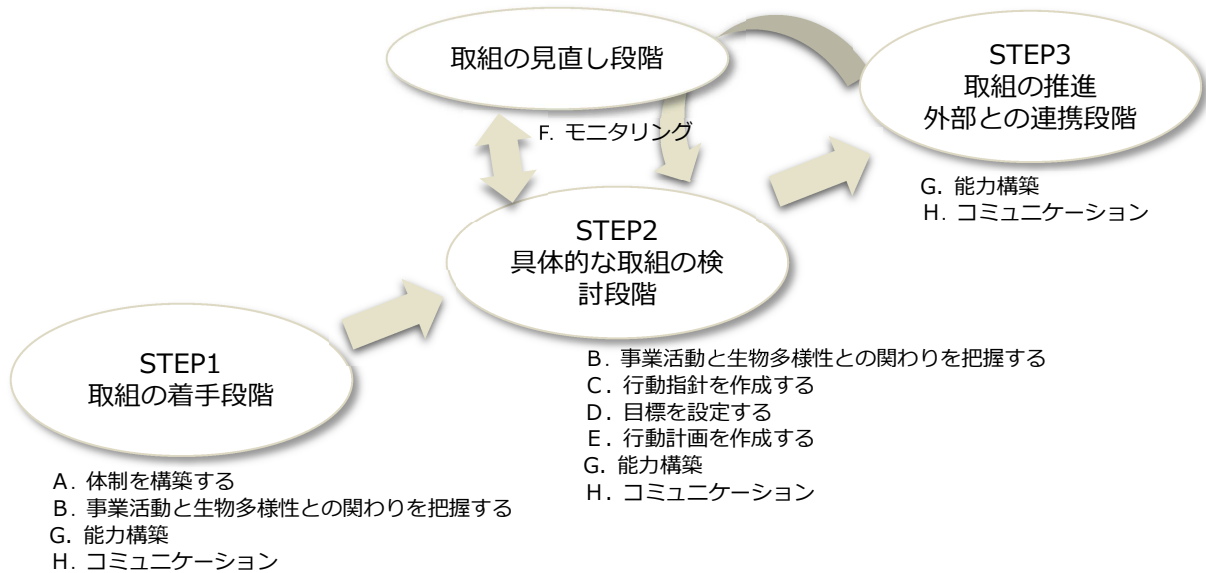 取組の見直し段階
F. モニタリング
STEP3
取組の推進
外部との連携段階
G. 能力構築
H. コミュニケーション
STEP2
具体的な取組の検
討段階
B. 事業活動と生物多様性との関わりを把握する
C. 行動指針を作成する
D. 目標を設定する
E. 行動計画を作成する
G. 能力構築
H. コミュニケーション
STEP1
取組の着手段階
A. 体制を構築する
B. 事業活動と生物多様性との関わりを把握する
G. 能力構築
H. コミュニケーション